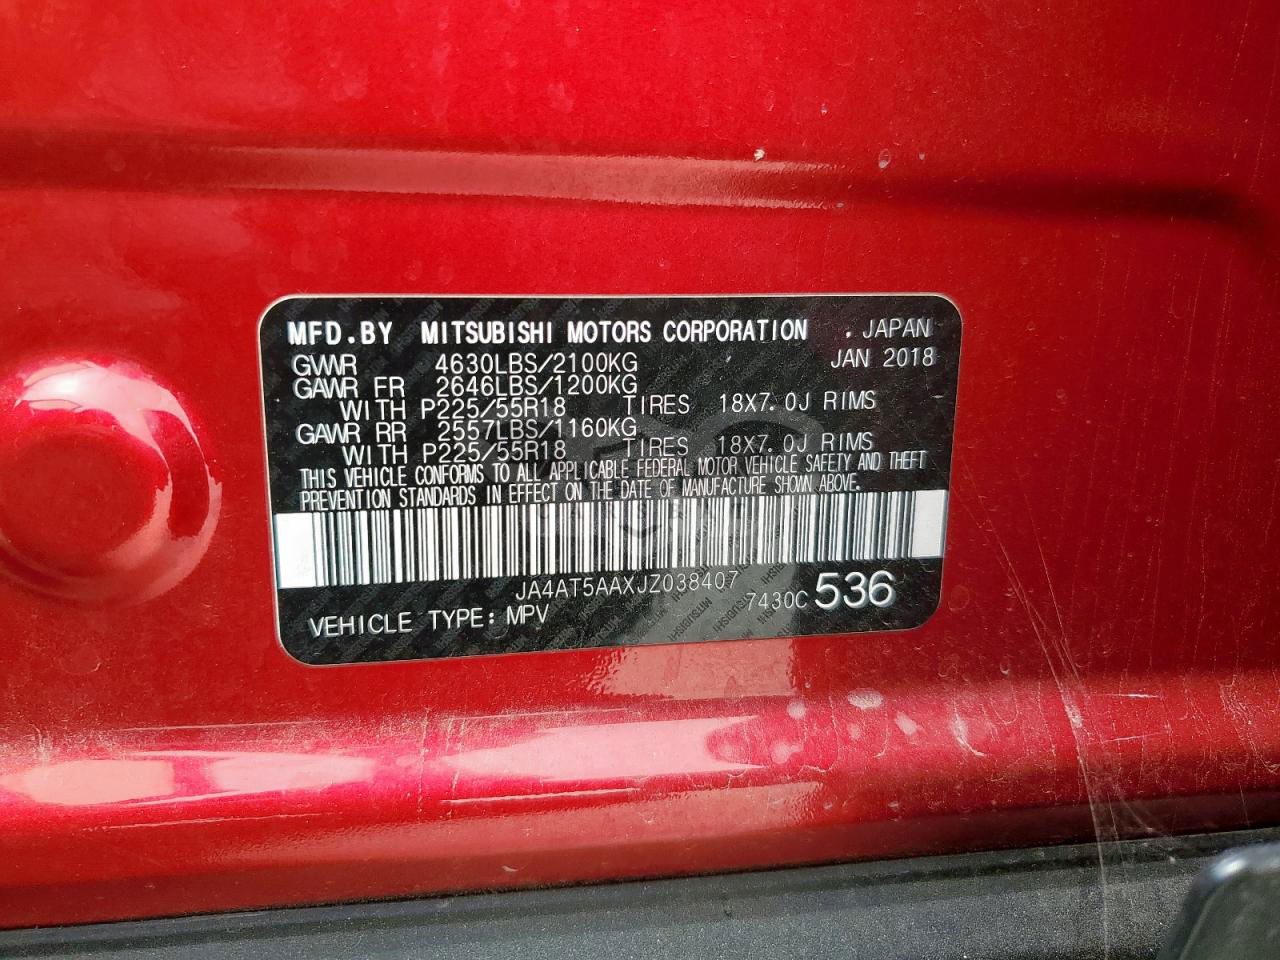 MFD.BY MITSUBISHI MOTORS CORPORATION . JAPAN
GVWR 4630LBS/2100KG JAN 2018
GAWR FR 2646LBS/1200KG
WITH P225/55R18 TIRES 18X7.0J RIMS
GAWR RR 2557LBS/1160KG
WITH P225/55R18 TIRES 18X7.0J RIMS
THIS VEHICLE CONFORMS TO ALL APPLICABLE FEDERAL MOTOR VEHICLE SAFETY AND THEFT
PREVENTION STANDARDS IN EFFECT ON THE DATE OF MANUFACTURE SHOWN ABOVE.
JA4AT5AAXJZ038407
VEHICLE TYPE: MPV 7430C 536